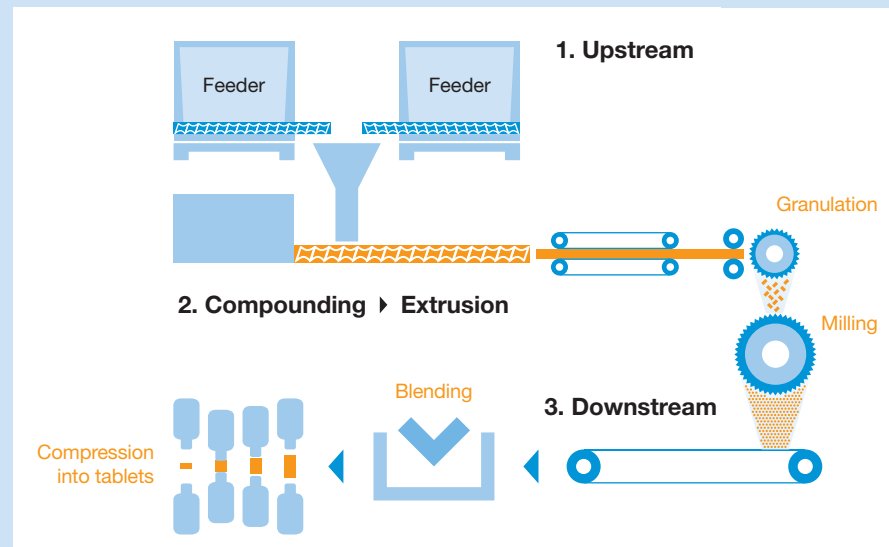 1. Upstream
Feeder
Feeder
Granulation
2. Compounding ▸ Extrusion
Milling
Blending
3. Downstream
Compression
into tablets